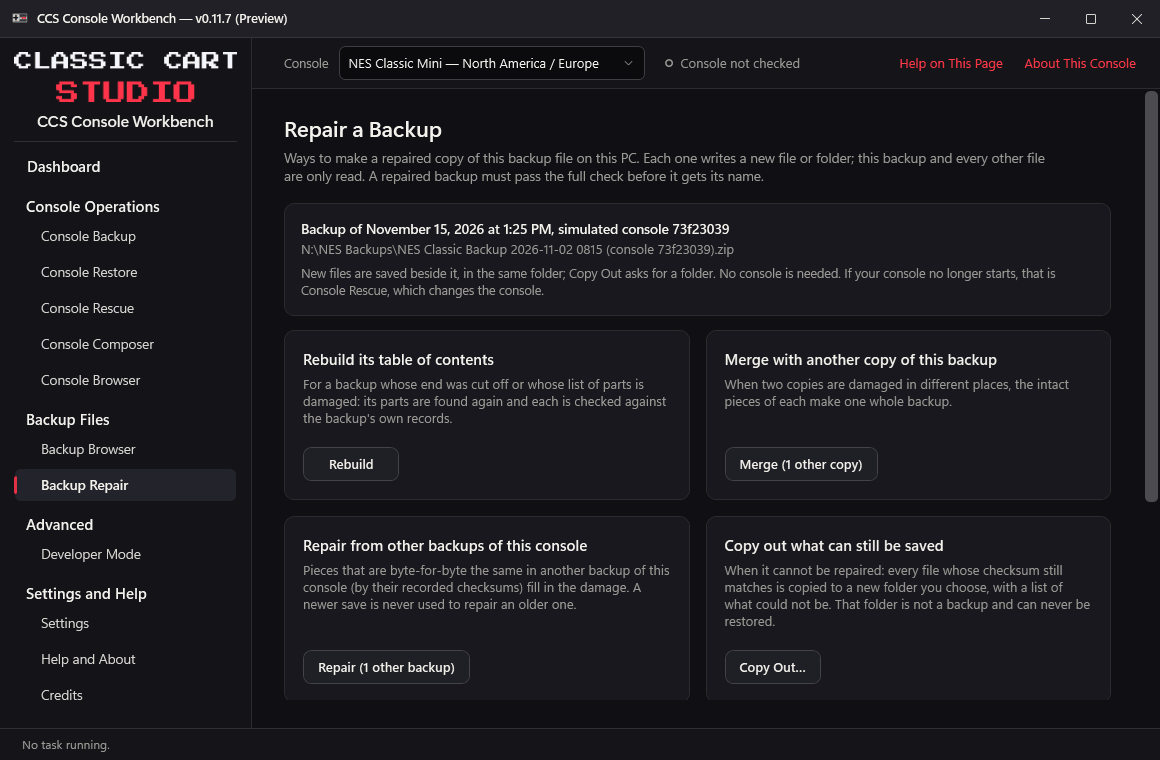 CCS Console Workbench — v0.11.7 (Preview)
CLASSIC CART
STUDIO
CCS Console Workbench
Dashboard
Console Operations
Console Backup
Console Restore
Console Rescue
Console Composer
Console Browser
Backup Files
Backup Browser
Backup Repair
Advanced
Developer Mode
Settings and Help
Settings
Help and About
Credits
Console
NES Classic Mini — North America / Europe
Console not checked
Help on This Page
About This Console
Repair a Backup
Ways to make a repaired copy of this backup file on this PC. Each one writes a new file or folder; this backup and every other file
are only read. A repaired backup must pass the full check before it gets its name.
Backup of November 15, 2026 at 1:25 PM, simulated console 73f23039
N:\NES Backups\NES Classic Backup 2026-11-02 0815 (console 73f23039).zip
New files are saved beside it, in the same folder; Copy Out asks for a folder. No console is needed. If your console no longer starts, that is
Console Rescue, which changes the console.
Rebuild its table of contents
For a backup whose end was cut off or whose list of parts is
damaged: its parts are found again and each is checked against
the backup's own records.
Rebuild
Merge with another copy of this backup
When two copies are damaged in different places, the intact
pieces of each make one whole backup.
Merge (1 other copy)
Repair from other backups of this console
Pieces that are byte-for-byte the same in another backup of this
console (by their recorded checksums) fill in the damage. A
newer save is never used to repair an older one.
Repair (1 other backup)
Copy out what can still be saved
When it cannot be repaired: every file whose checksum still
matches is copied to a new folder you choose, with a list of
what could not be. That folder is not a backup and can never be
restored.
Copy Out...
No task running.